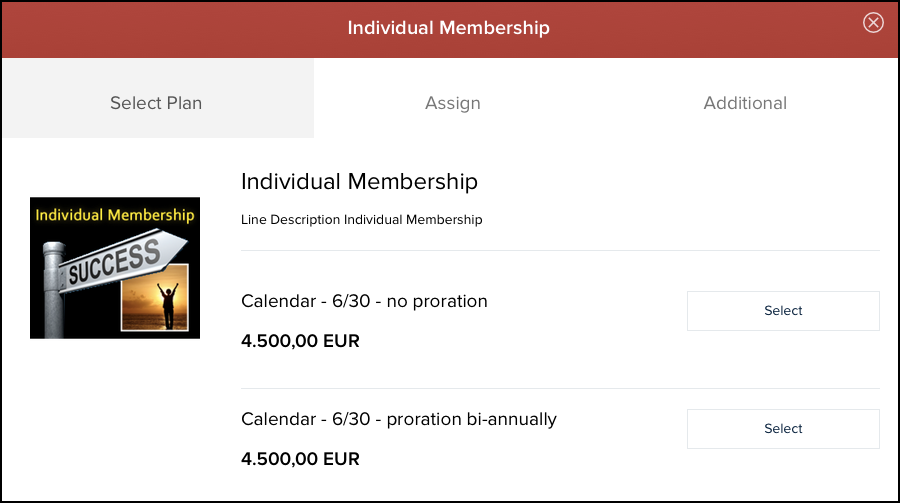 Individual Membership
Select Plan
Assign
Additional
Individual Membership
SUCCESS
Individual Membership
Line Description Individual Membership
Calendar - 6/30 - no proration
4.500,00 EUR
Select
Calendar - 6/30 - proration bi-annually
4.500,00 EUR
Select